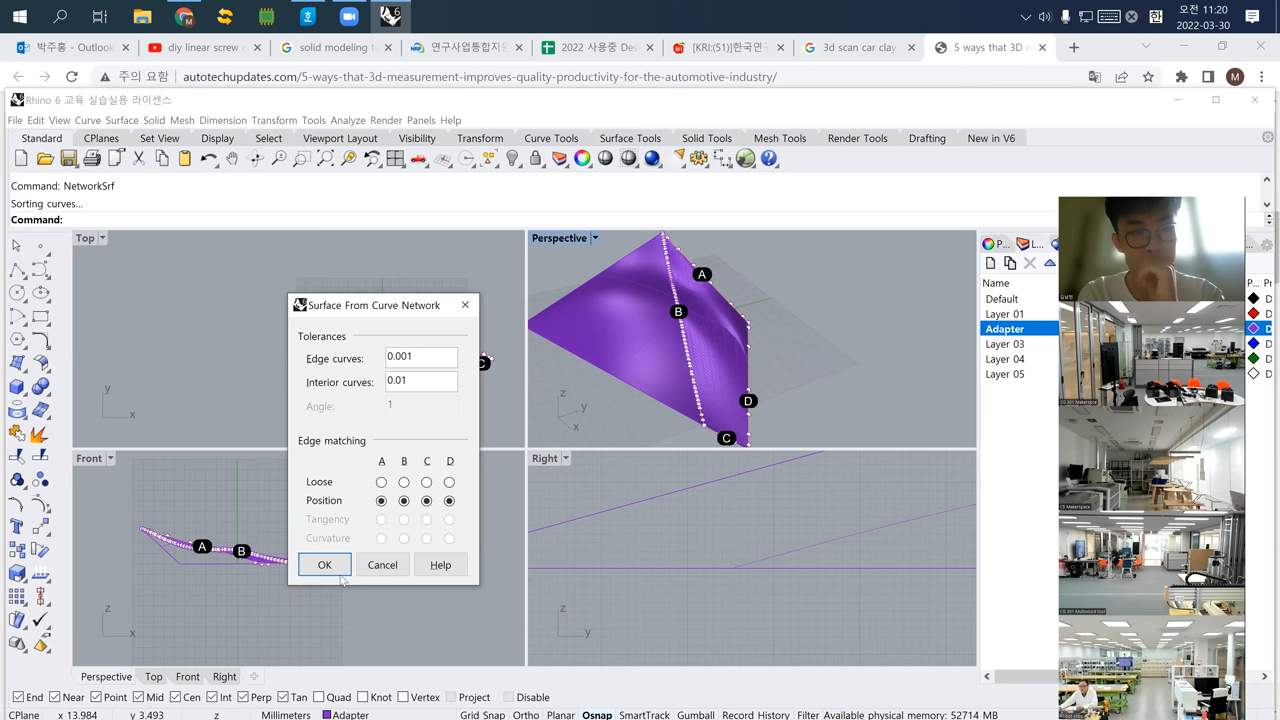 오전 11:20
2022-03-30
한
박주홍 - Outlook
diy linear screw
solid modeling t
연구사업통합지원
2022 사용중 De
[KRI:(51)]한국연
3d scan car clay
5 ways that 3D m
주의 요함
autotechupdates.com/5-ways-that-3d-measurement-improves-quality-productivity-for-the-automotive-industry/
M
Rhino 6 교육 실습실용 라이센스
File Edit View Curve Surface Solid Mesh Dimension Transform Tools Analyze Render Panels Help
Standard CPlanes Set View Display Select Viewport Layout Visibility Transform Curve Tools Surface Tools Solid Tools Mesh Tools Render Tools Drafting New in V6
Command: NetworkSrf
Sorting curves...
Command:
Top
Perspective
Front
Right
y
x
z
y
x
z
x
z
y
A
B
C
D
A
B
C
Surface From Curve Network
Tolerances
Edge curves: 0.001
Interior curves: 0.01
Angle: 1
Edge matching
A B C D
Loose
Position
Tangency
Curvature
OK Cancel Help
P...
L...
Name
P... D
Default D
Layer 01 D
Adapter D
Layer 03 D
Layer 04 D
Layer 05 D
C5 301 Makerspace
C5 Makerspace
Perspective Top Front Right
End Near Point Mid Cen Int Perp Tan Quad Knot Vertex Project Disable
CPlane x 13.984 y 3.493 z Millimeters Adapter Grid Snap Ortho Planar Osnap SmartTrack Gumball Record History Filter Available physical memory: 52714 MB